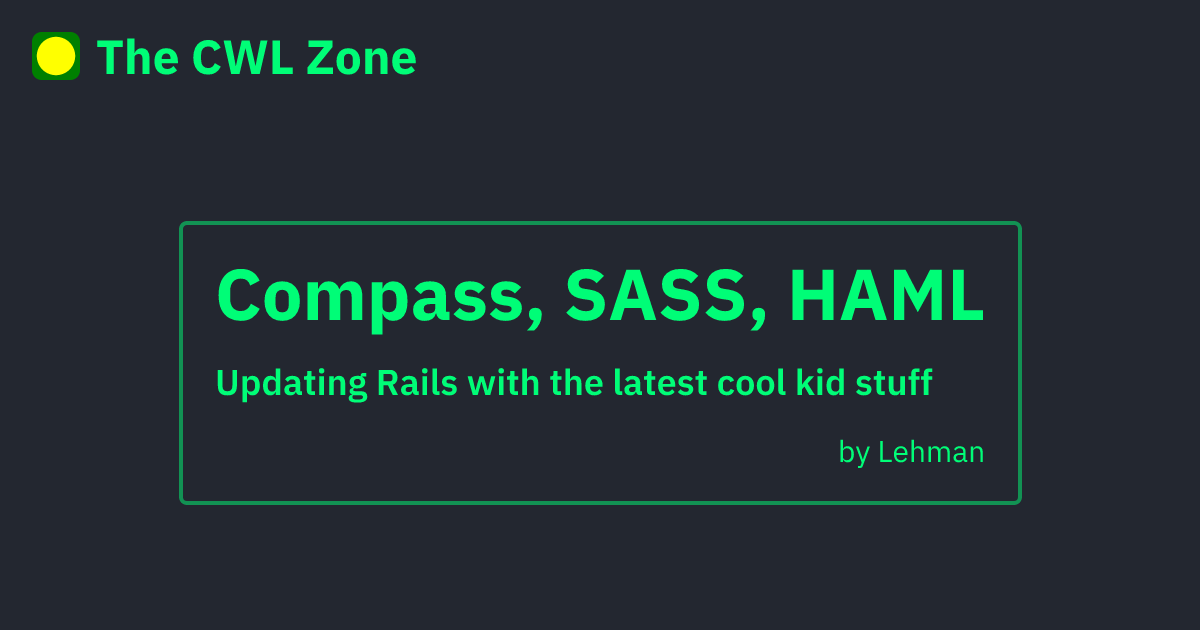 The CWL Zone
Compass, SASS, HAML
Updating Rails with the latest cool kid stuff
by Lehman